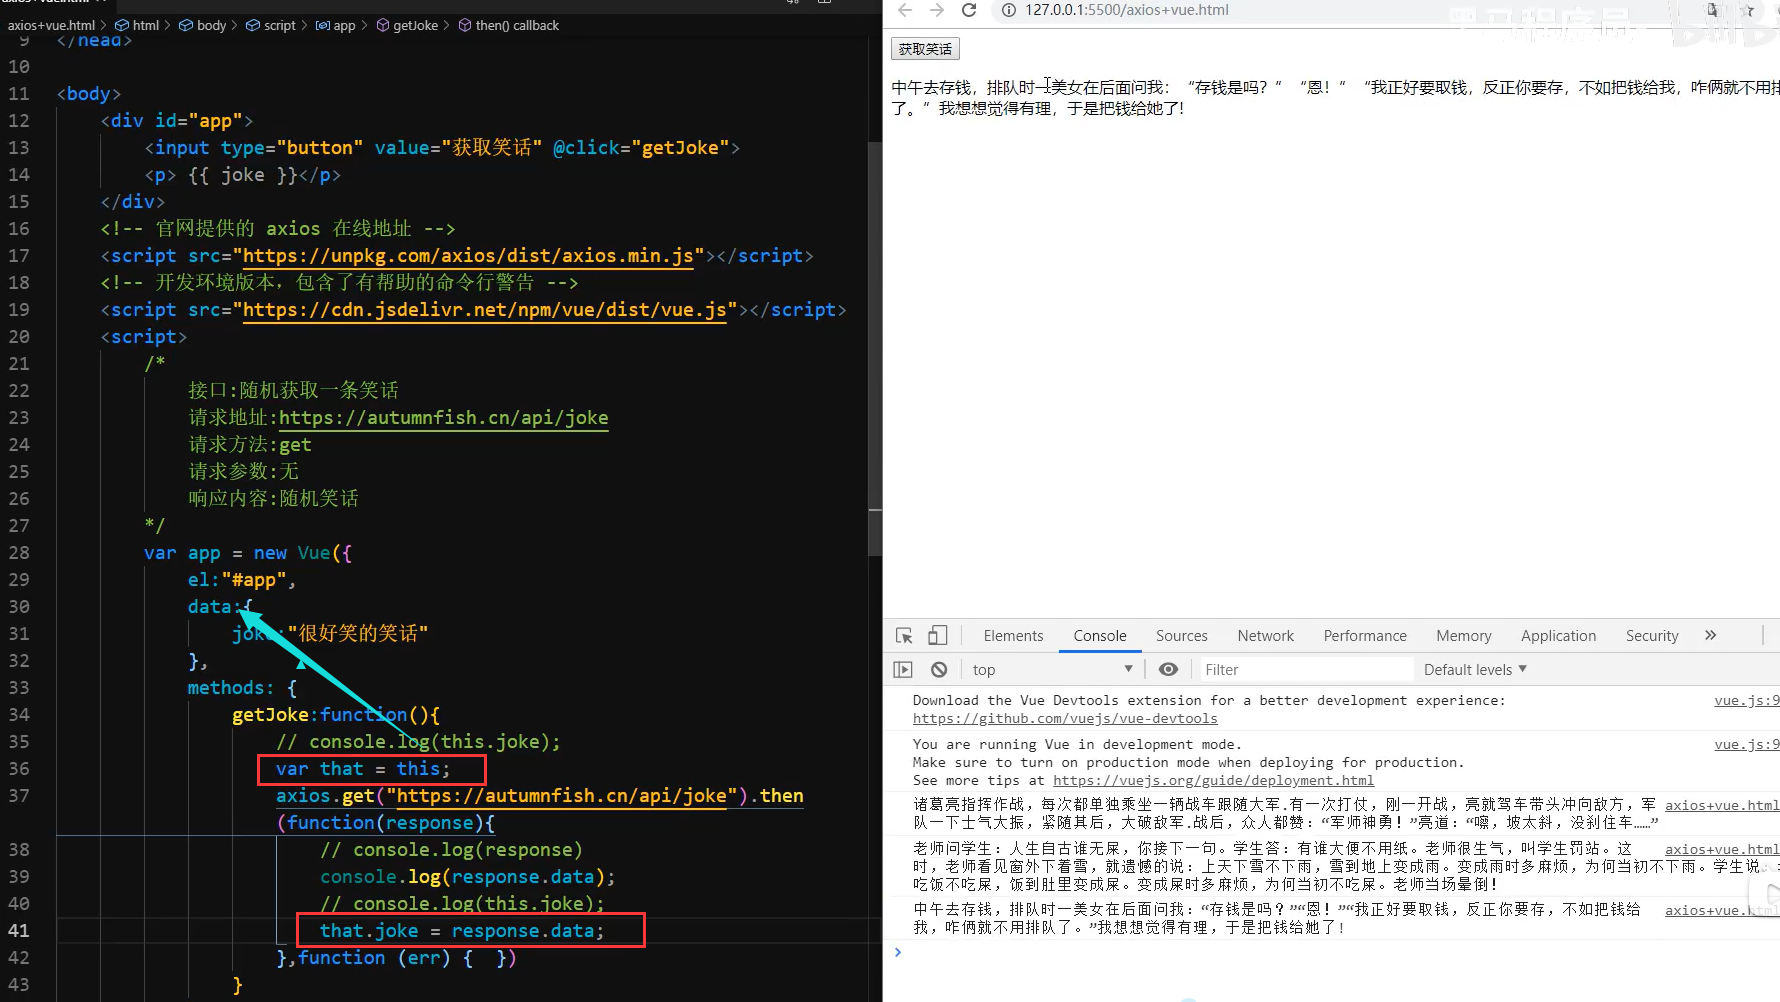 axios+vue.html
axios+vue.html > html > body > script > app > getJoke > then() callback
9 </head>
10
11 <body>
12 <div id="app">
13 <input type="button" value="获取笑话" @click="getJoke">
14 <p> {{ joke }}</p>
15 </div>
16 <!-- 官网提供的 axios 在线地址 -->
17 <script src="https://unpkg.com/axios/dist/axios.min.js"></script>
18 <!-- 开发环境版本，包含了有帮助的命令行警告 -->
19 <script src="https://cdn.jsdelivr.net/npm/vue/dist/vue.js"></script>
20 <script>
21 /*
22 接口:随机获取一条笑话
23 请求地址:https://autumnfish.cn/api/joke
24 请求方法:get
25 请求参数:无
26 响应内容:随机笑话
27 */
28 var app = new Vue({
29 el:"#app",
30 data:{
31 joke:"很好笑的笑话"
32 },
33 methods: {
34 getJoke:function(){
35 // console.log(this.joke);
36 var that = this;
37 axios.get("https://autumnfish.cn/api/joke").then
(function(response){
38 // console.log(response)
39 console.log(response.data);
40 // console.log(this.joke);
41 that.joke = response.data;
42 },function (err) { })
43 }
127.0.0.1:5500/axios+vue.html
黑马程序员
bilibili
获取笑话
中午去存钱，排队时一美女在后面问我：“存钱是吗？”“恩！”“我正好要取钱，反正你要存，不如把钱给我，咋俩就不用排
了。”我想想觉得有理，于是把钱给她了!
Elements Console Sources Network Performance Memory Application Security »
top Filter Default levels
Download the Vue Devtools extension for a better development experience: vue.js:9
https://github.com/vuejs/vue-devtools
You are running Vue in development mode. vue.js:9
Make sure to turn on production mode when deploying for production.
See more tips at https://vuejs.org/guide/deployment.html
诸葛亮指挥作战，每次都单独乘坐一辆战车跟随大军.有一次打仗，刚一开战，亮就驾车带头冲向敌方，军 axios+vue.html
队一下士气大振，紧随其后，大破敌军.战后，众人都赞：“军师神勇！”亮道：“嘿，坡太斜，没刹住车……”
老师问学生：人生自古谁无屎，你接下一句。学生答：有谁大便不用纸。老师很生气，叫学生罚站。这 axios+vue.html
时，老师看见窗外下着雪，就遗憾的说：上天下雪不下雨，雪到地上变成雨。变成雨时多麻烦，为何当初不下雨。学生说：
吃饭不吃屎，饭到肚里变成屎。变成屎时多麻烦，为何当初不吃屎。老师当场晕倒！
中午去存钱，排队时一美女在后面问我：“存钱是吗？”“恩！”“我正好要取钱，反正你要存，不如把钱给 axios+vue.html
我，咋俩就不用排队了。”我想想觉得有理，于是把钱给她了!